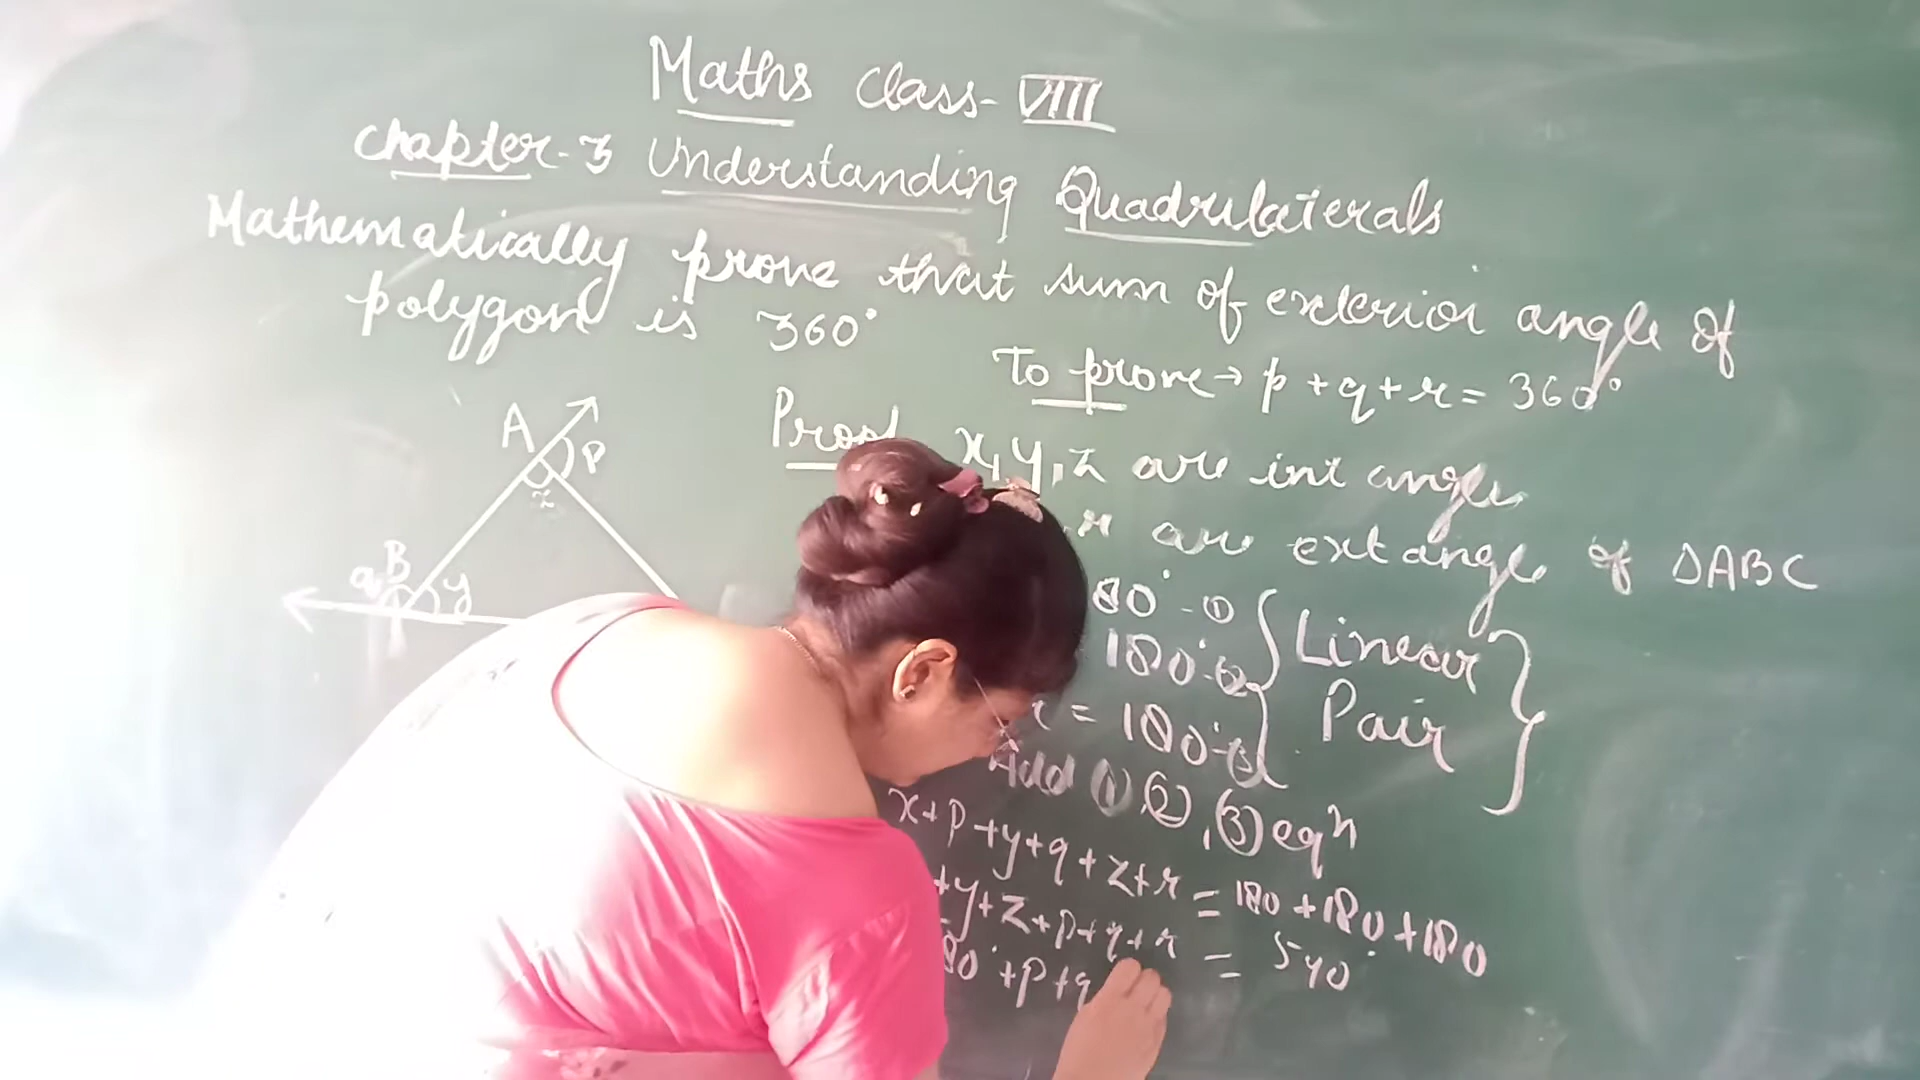 Maths Class-VIII
Chapter-3 Understanding Quadrilaterals
Mathematically prove that sum of exterior angle of
polygon is 360°
To prove → p+q+r= 360°
Proof x,y,z are int angles
r are ext angle of ΔABC
A
p
z
B
q
y
80° - ①
180° - ②
r = 180° - ③
Linear
Pair
Add ①,②,③ eqn
x+p+y+q+z+r = 180+180+180
+y+z+p+q+r = 540°
80°+p+q